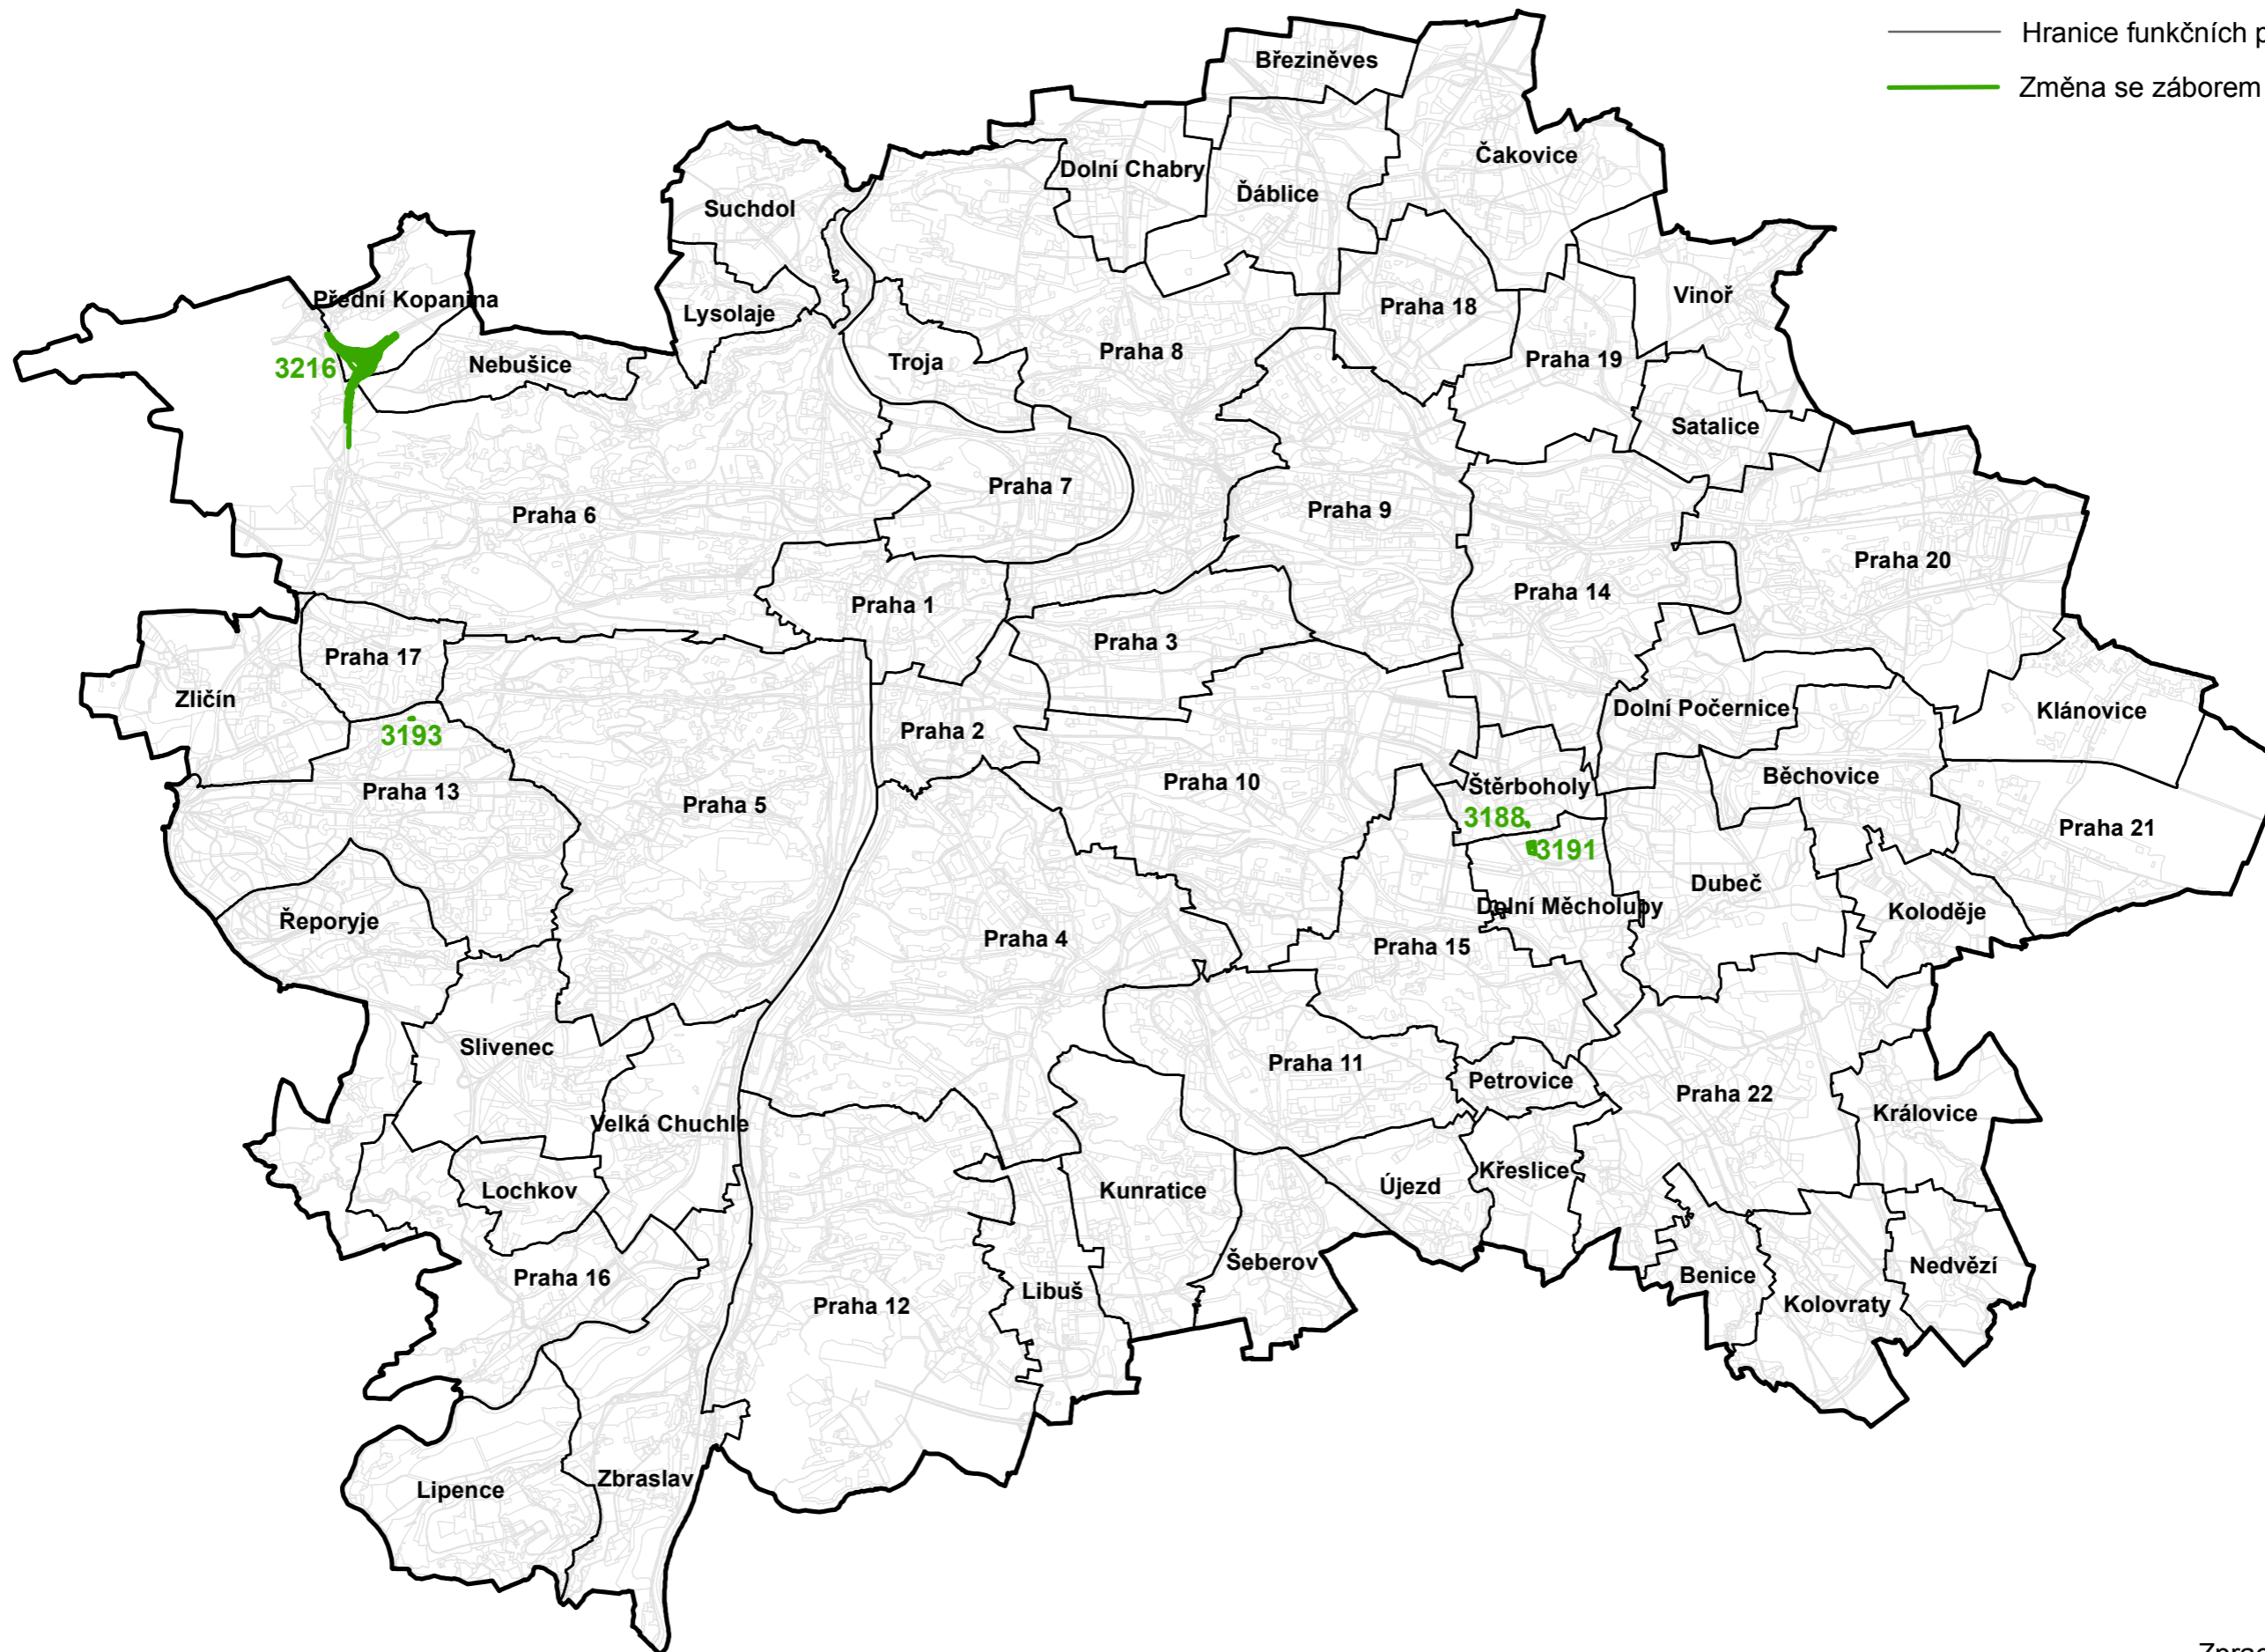 Hranice funkčních p
Změna se záborem
Březiněves
Čakovice
Dolní Chabry
Ďáblice
Suchdol
Přední Kopanina
Lysolaje
Vinoř
Praha 18
Troja
Praha 8
Praha 19
Nebušice
3216
Satalice
Praha 7
Praha 9
Praha 6
Praha 20
Praha 14
Praha 1
Praha 3
Praha 17
Zličín
Dolní Počernice
Klánovice
3193
Praha 2
Běchovice
Praha 10
Štěrboholy
Praha 13
Praha 5
3188
Praha 21
3191
Dubeč
Dolní Měcholupy
Koloděje
Řeporyje
Praha 4
Praha 15
Slivenec
Praha 11
Petrovice
Praha 22
Královice
Velká Chuchle
Křeslice
Újezd
Lochkov
Kunratice
Šeberov
Nedvězí
Benice
Praha 16
Libuš
Kolovraty
Praha 12
Zbraslav
Lipence
Zprac